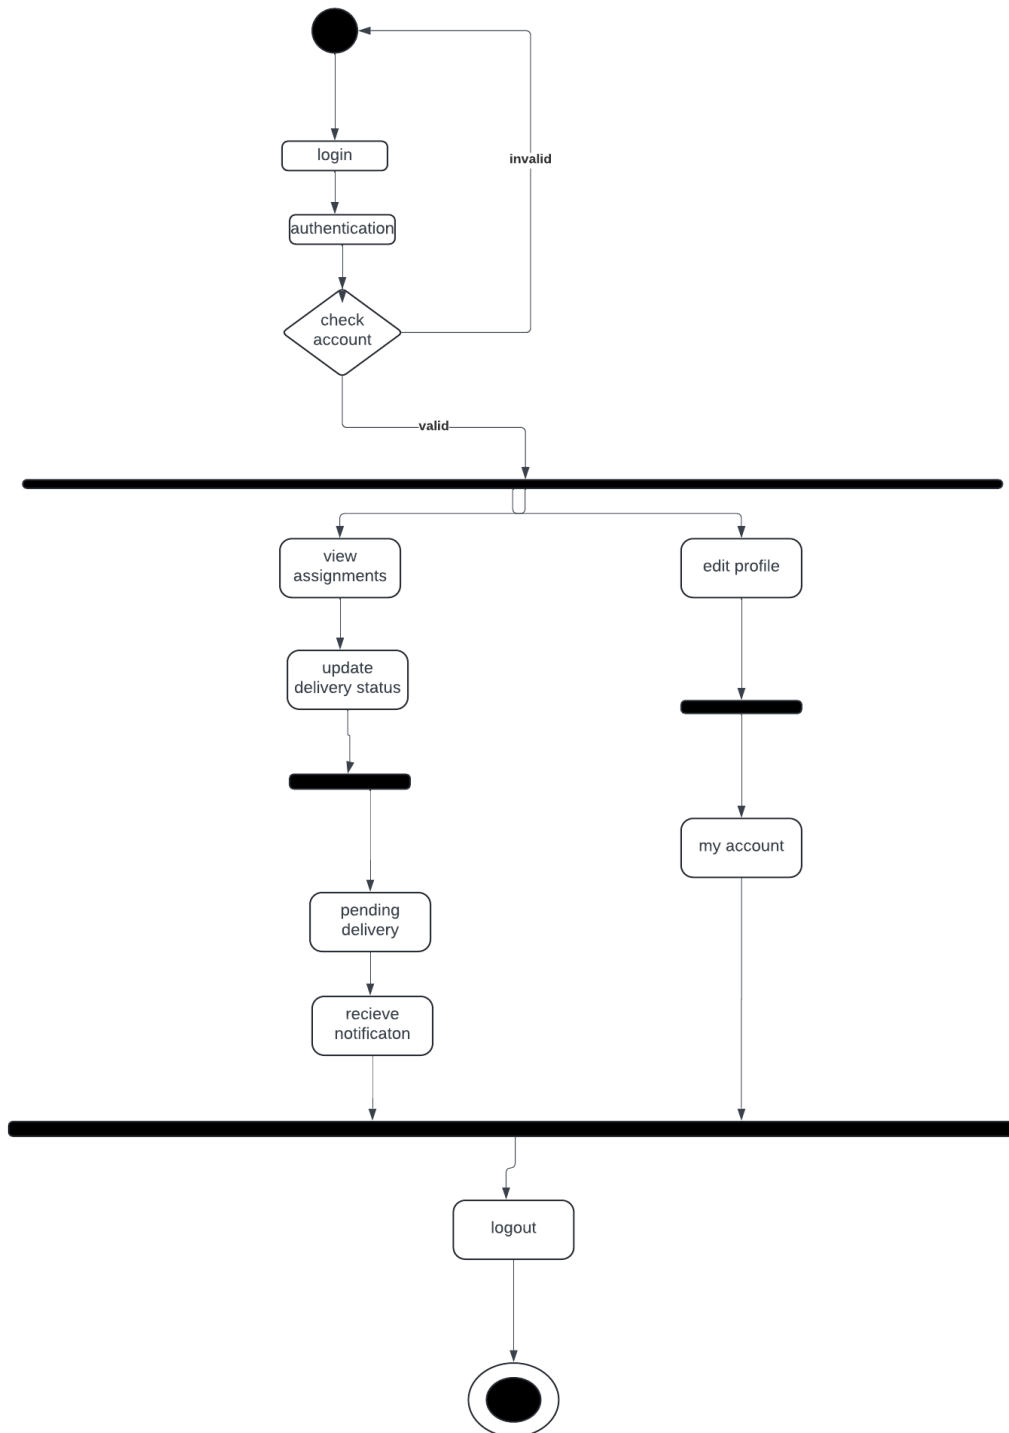 login
invalid
authentication
check
account
valid
view
assignments
edit profile
update
delivery status
my account
pending
delivery
recieve
notificaton
logout